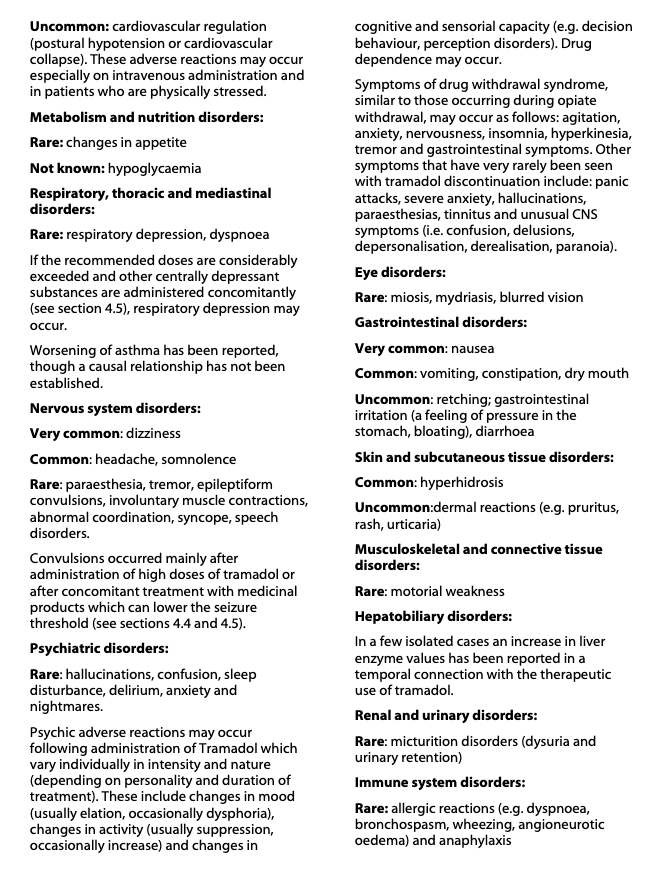 Uncommon: cardiovascular regulation
(postural hypotension or cardiovascular
collapse). These adverse reactions may occur
especially on intravenous administration and
in patients who are physically stressed.
Metabolism and nutrition disorders:
Rare: changes in appetite
Not known: hypoglycaemia
Respiratory, thoracic and mediastinal
disorders:
Rare: respiratory depression, dyspnoea
If the recommended doses are considerably
exceeded and other centrally depressant
substances are administered concomitantly
(see section 4.5), respiratory depression may
occur.
Worsening of asthma has been reported,
though a causal relationship has not been
established.
Nervous system disorders:
Very common: dizziness
Common: headache, somnolence
Rare: paraesthesia, tremor, epileptiform
convulsions, involuntary muscle contractions,
abnormal coordination, syncope, speech
disorders.
Convulsions occurred mainly after
administration of high doses of tramadol or
after concomitant treatment with medicinal
products which can lower the seizure
threshold (see sections 4.4 and 4.5).
Psychiatric disorders:
Rare: hallucinations, confusion, sleep
disturbance, delirium, anxiety and
nightmares.
Psychic adverse reactions may occur
following administration of Tramadol which
vary individually in intensity and nature
(depending on personality and duration of
treatment). These include changes in mood
(usually elation, occasionally dysphoria),
changes in activity (usually suppression,
occasionally increase) and changes in
cognitive and sensorial capacity (e.g. decision
behaviour, perception disorders). Drug
dependence may occur.
Symptoms of drug withdrawal syndrome,
similar to those occurring during opiate
withdrawal, may occur as follows: agitation,
anxiety, nervousness, insomnia, hyperkinesia,
tremor and gastrointestinal symptoms. Other
symptoms that have very rarely been seen
with tramadol discontinuation include: panic
attacks, severe anxiety, hallucinations,
paraesthesias, tinnitus and unusual CNS
symptoms (i.e. confusion, delusions,
depersonalisation, derealisation, paranoia).
Eye disorders:
Rare: miosis, mydriasis, blurred vision
Gastrointestinal disorders:
Very common: nausea
Common: vomiting, constipation, dry mouth
Uncommon: retching; gastrointestinal
irritation (a feeling of pressure in the
stomach, bloating), diarrhoea
Skin and subcutaneous tissue disorders:
Common: hyperhidrosis
Uncommon:dermal reactions (e.g. pruritus,
rash, urticaria)
Musculoskeletal and connective tissue
disorders:
Rare: motorial weakness
Hepatobiliary disorders:
In a few isolated cases an increase in liver
enzyme values has been reported in a
temporal connection with the therapeutic
use of tramadol.
Renal and urinary disorders:
Rare: micturition disorders (dysuria and
urinary retention)
Immune system disorders:
Rare: allergic reactions (e.g. dyspnoea,
bronchospasm, wheezing, angioneurotic
oedema) and anaphylaxis